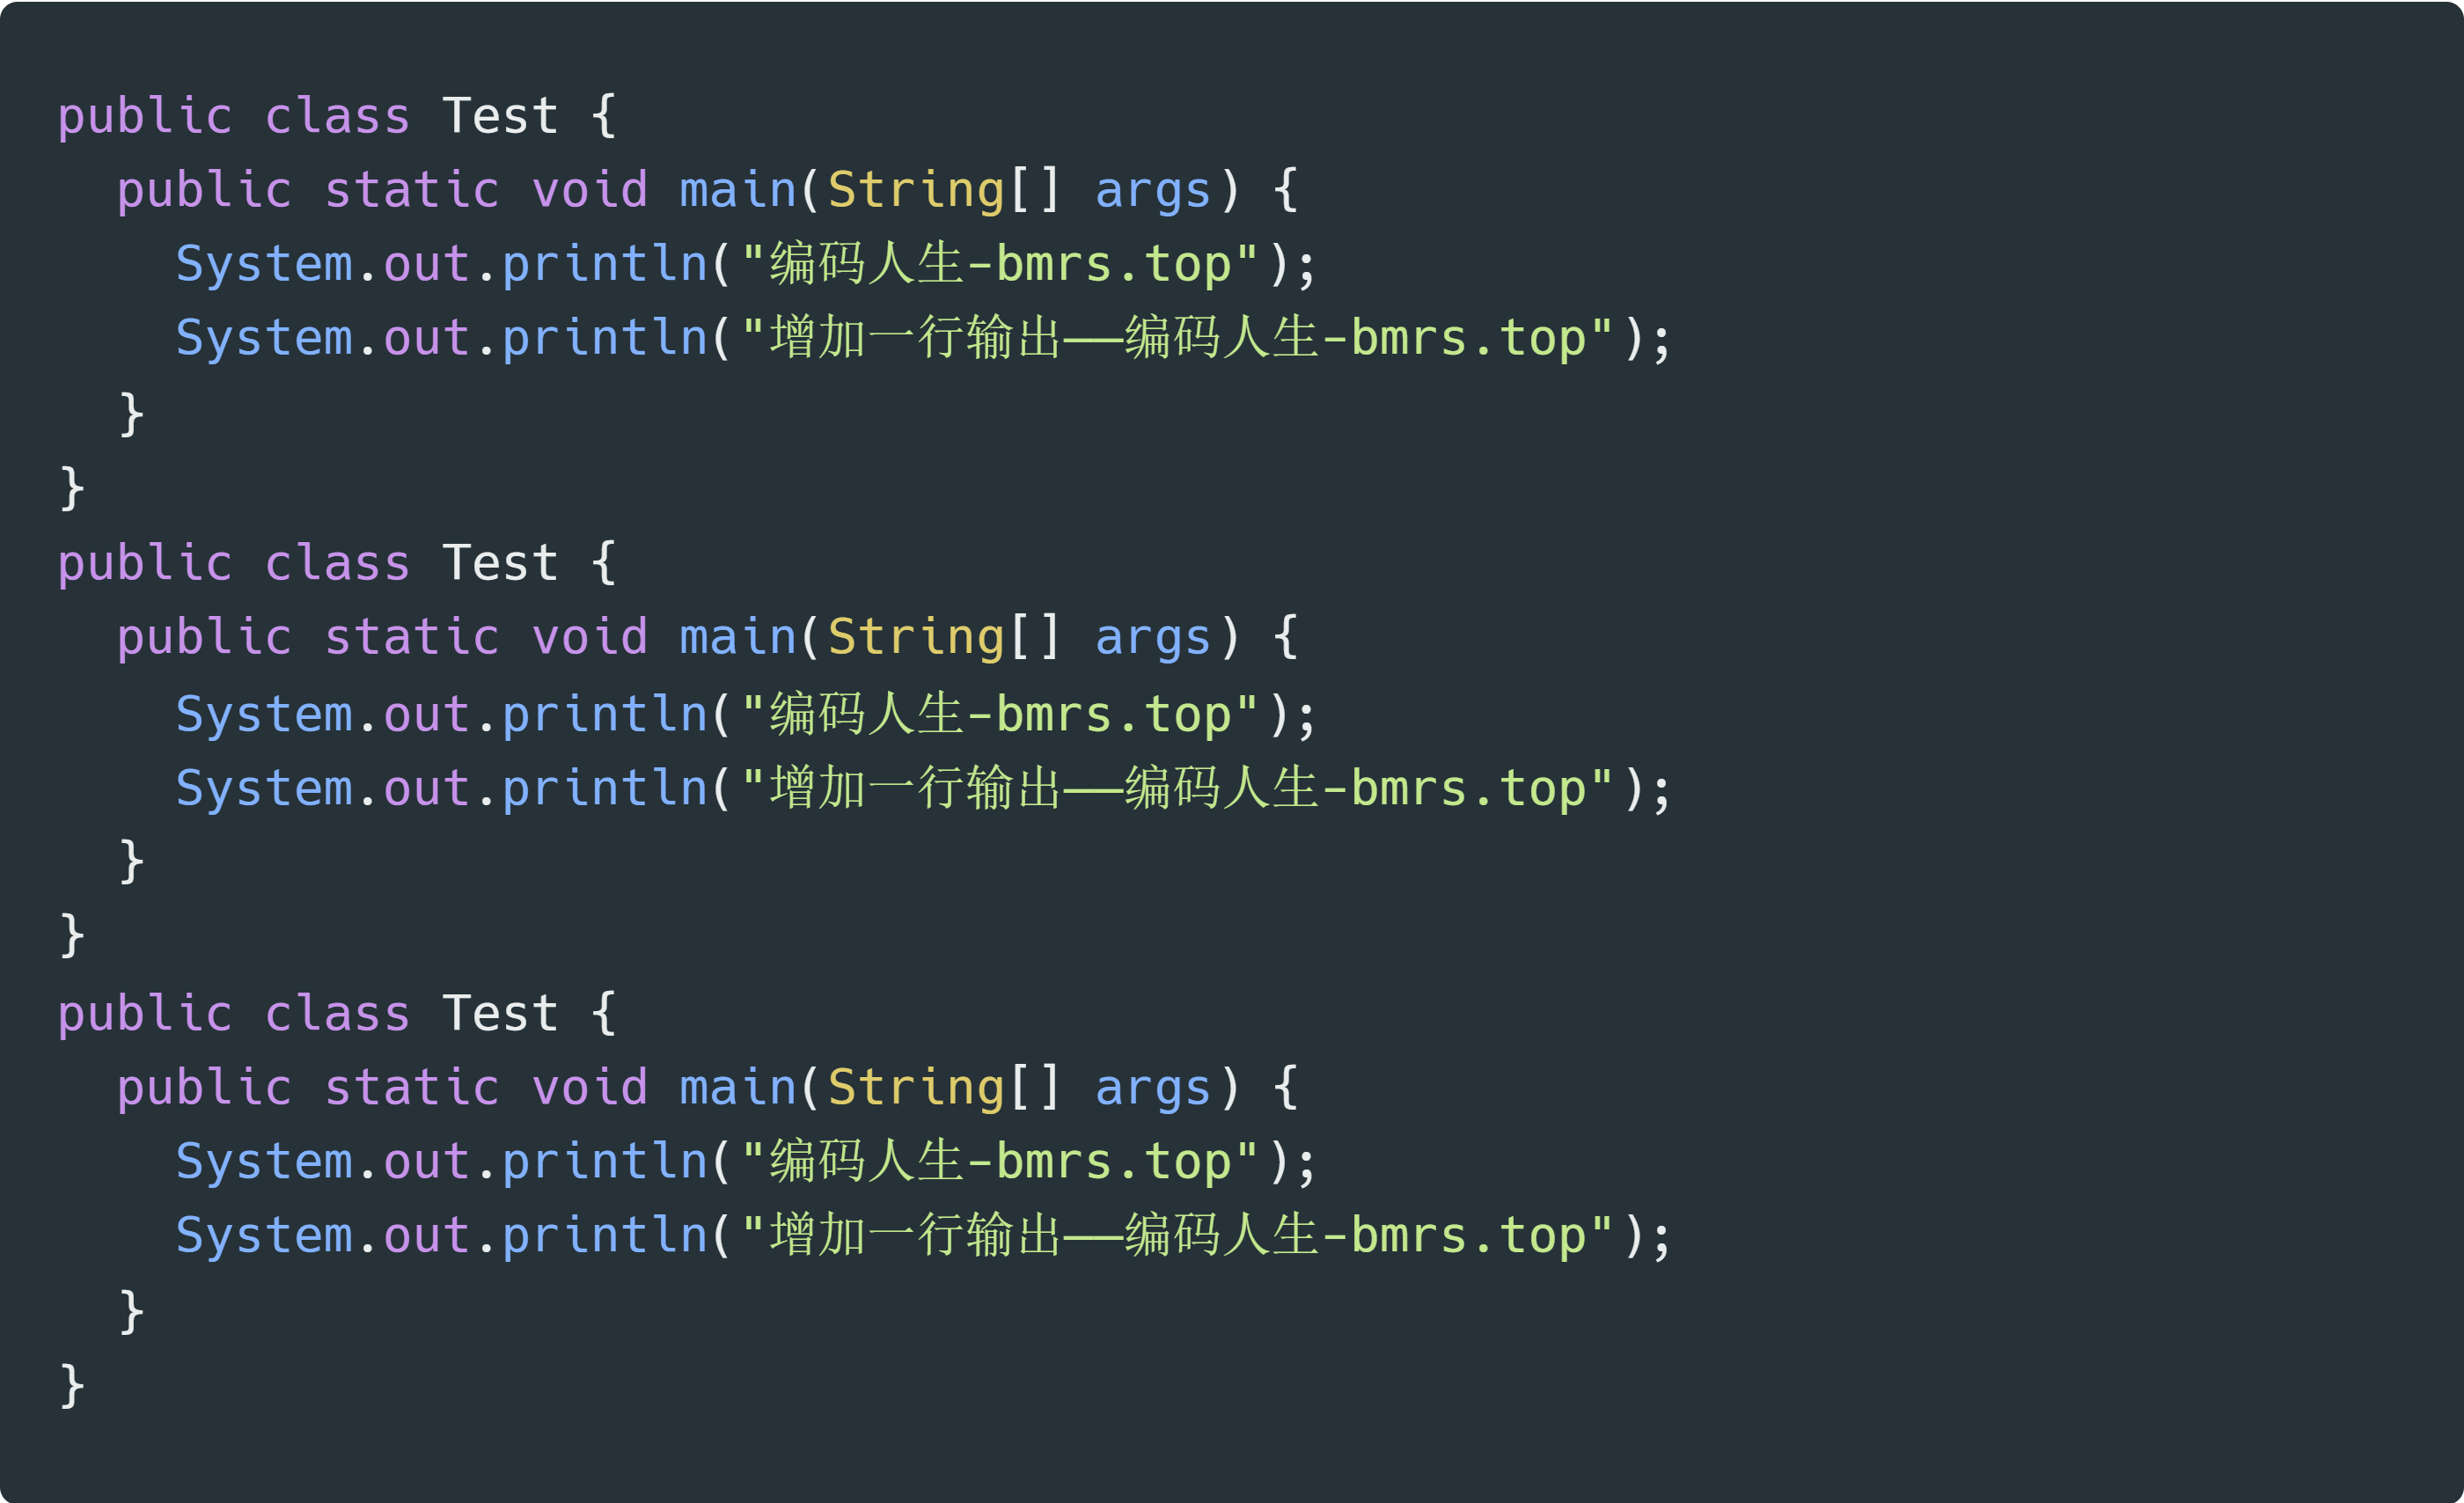 public class Test {
  public static void main(String[] args) {
    System.out.println("编码人生-bmrs.top");
    System.out.println("增加一行输出——编码人生-bmrs.top");
  }
}
public class Test {
  public static void main(String[] args) {
    System.out.println("编码人生-bmrs.top");
    System.out.println("增加一行输出——编码人生-bmrs.top");
  }
}
public class Test {
  public static void main(String[] args) {
    System.out.println("编码人生-bmrs.top");
    System.out.println("增加一行输出——编码人生-bmrs.top");
  }
}